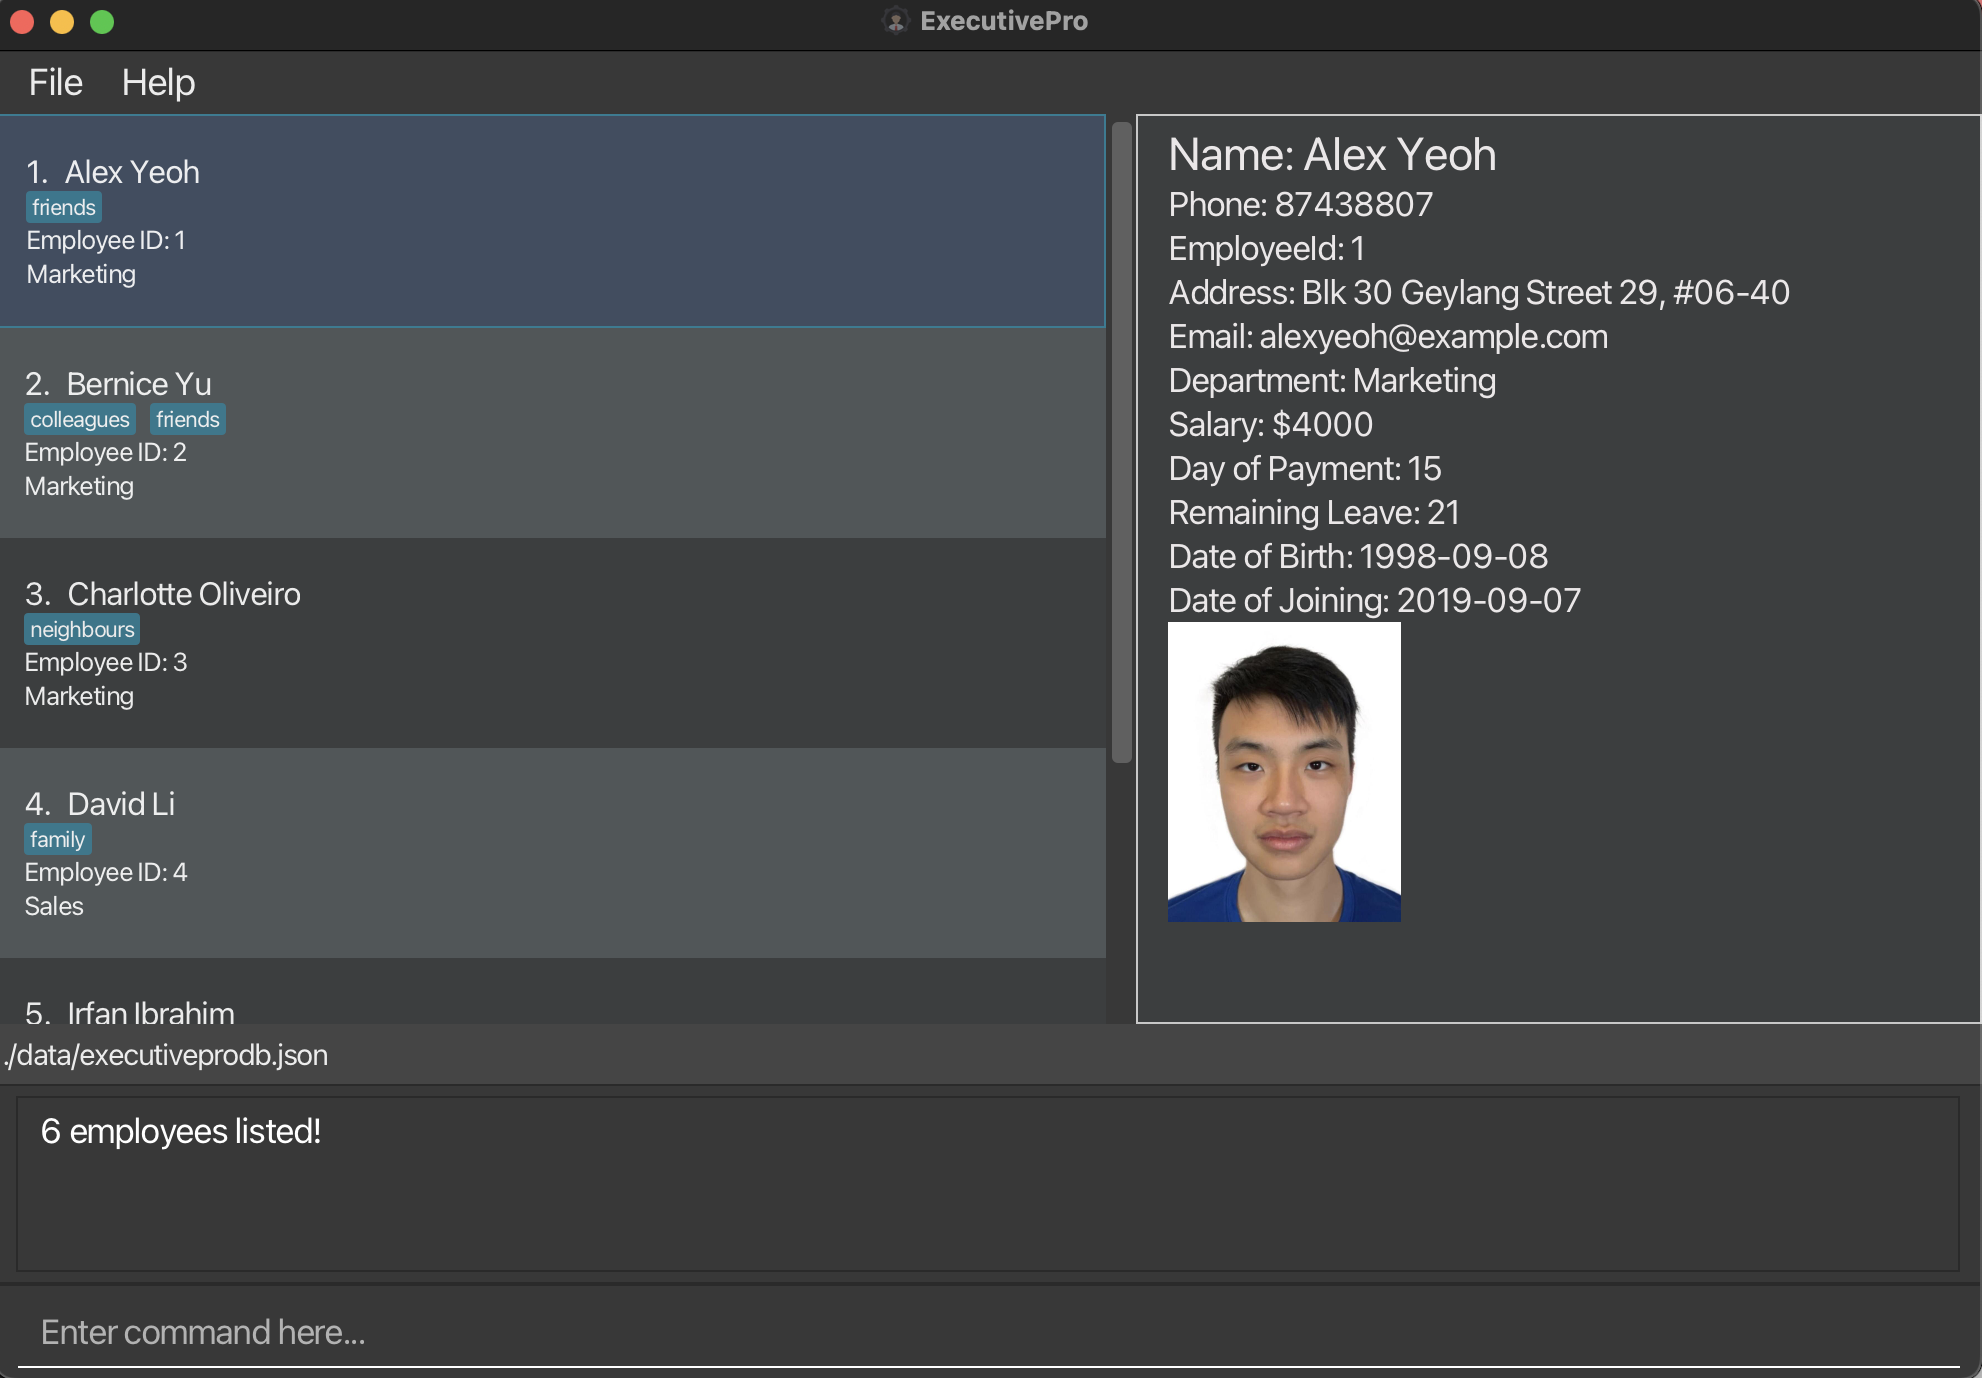 ExecutivePro
File Help
1. Alex Yeoh
friends
Employee ID: 1
Marketing
2. Bernice Yu
colleagues friends
Employee ID: 2
Marketing
3. Charlotte Oliveiro
neighbours
Employee ID: 3
Marketing
4. David Li
family
Employee ID: 4
Sales
5. Irfan Ibrahim
Name: Alex Yeoh
Phone: 87438807
EmployeeId: 1
Address: Blk 30 Geylang Street 29, #06-40
Email: alexyeoh@example.com
Department: Marketing
Salary: $4000
Day of Payment: 15
Remaining Leave: 21
Date of Birth: 1998-09-08
Date of Joining: 2019-09-07
./data/executiveprodb.json
6 employees listed!
Enter command here...